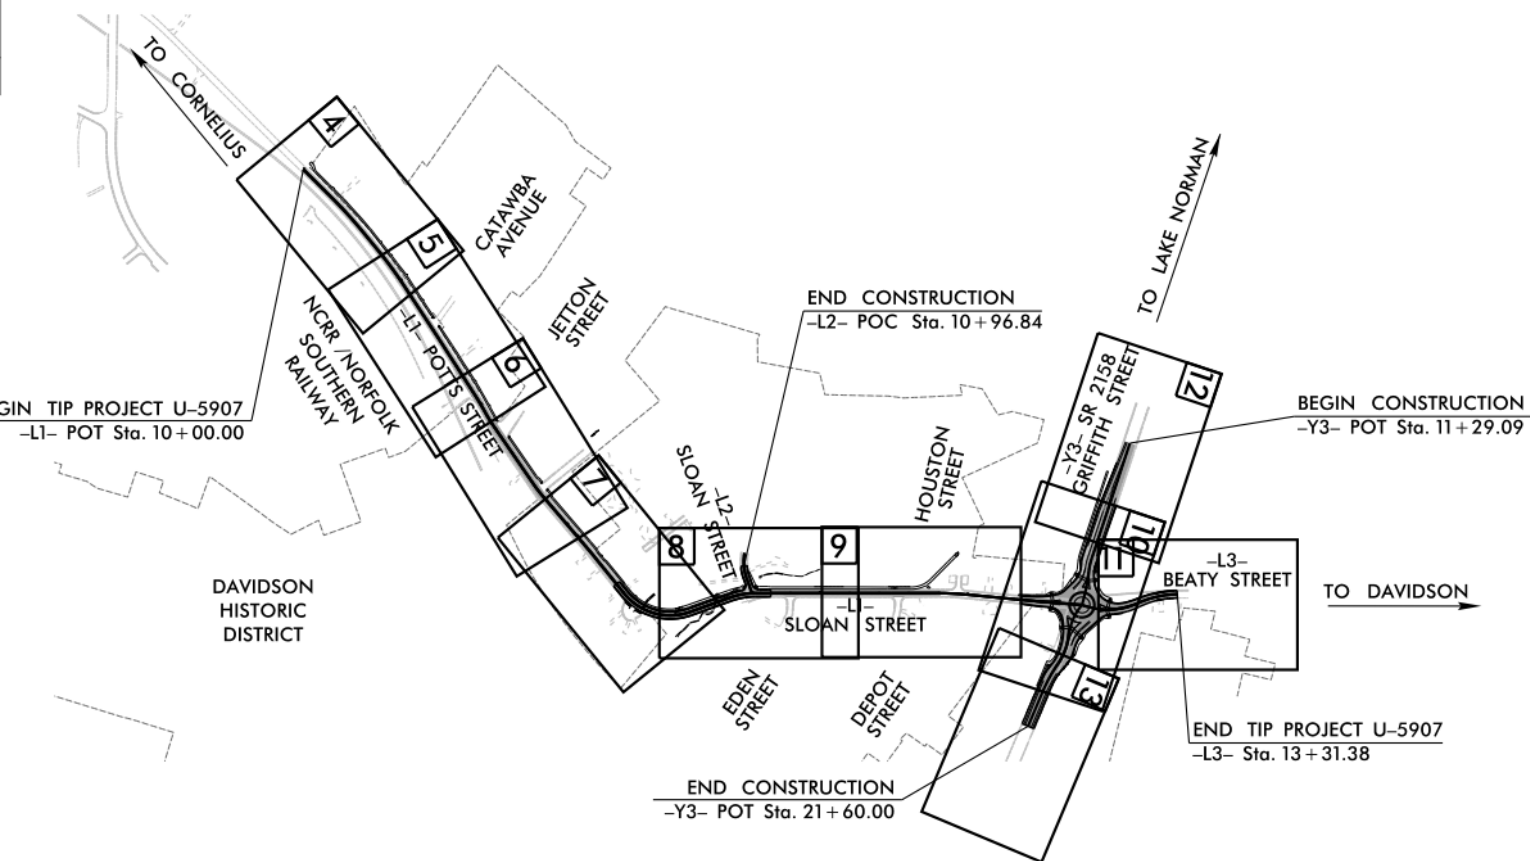 TO CORNELIUS
4
5
CATAWBA
AVENUE
TO LAKE NORMAN
NCRR /NORFOLK
SOUTHERN
RAILWAY
-L1- POTTS STREET
6
JETTON
STREET
END CONSTRUCTION
-L2- POC Sta. 10+96.84
-Y3- SR 2158
GRIFFITH STREET
12
TIP PROJECT U-5907
-L1- POT Sta. 10+00.00
BEGIN CONSTRUCTION
-Y3- POT Sta. 11+29.09
7
-L2-
SLOAN STREET
HOUSTON
STREET
8
9
10
11
-L3-
BEATY STREET
TO DAVIDSON
DAVIDSON
HISTORIC
DISTRICT
-L1-
SLOAN STREET
EDEN
STREET
DEPOT
STREET
13
END TIP PROJECT U-5907
-L3- Sta. 13+31.38
END CONSTRUCTION
-Y3- POT Sta. 21+60.00